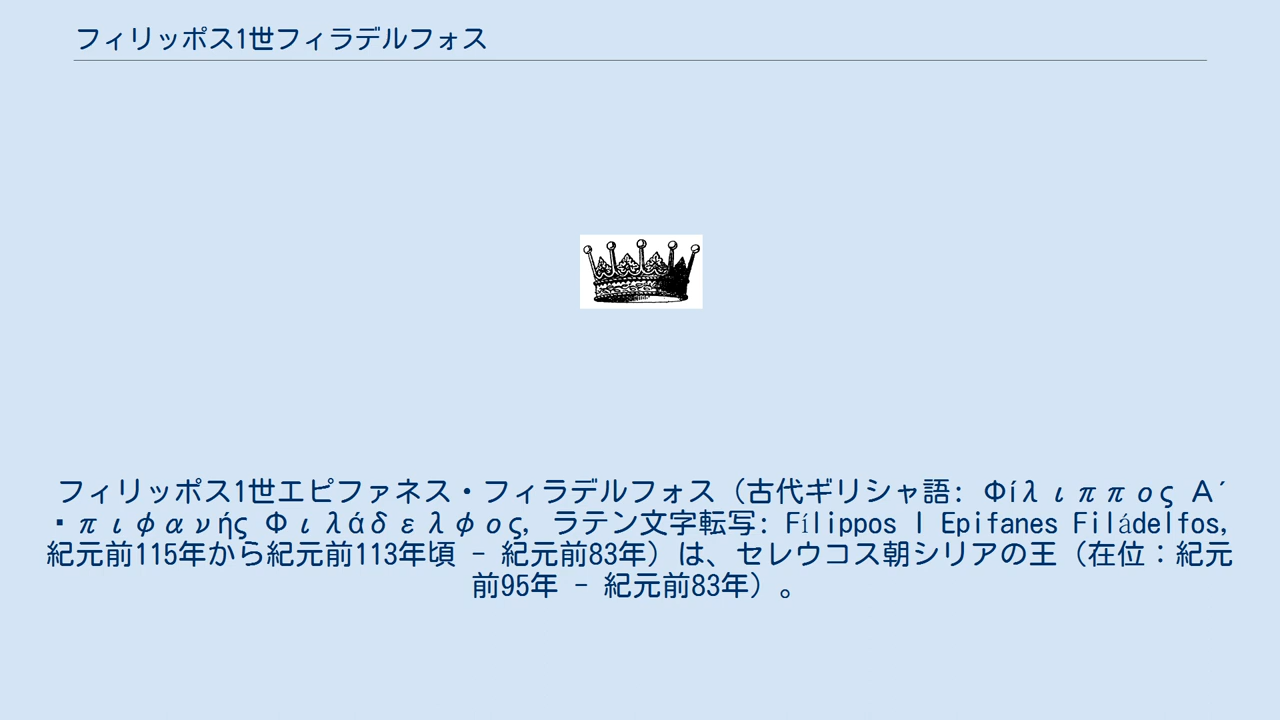 フィリッポス1世フィラデルフォス
フィリッポス1世エピファネス・フィラデルフォス（古代ギリシャ語: Φίλιππος Α´
πιφανής Φιλάδελφος, ラテン文字転写: Fílippos I Epifanes Filádelfos,
紀元前115年から紀元前113年頃 - 紀元前83年）は、セレウコス朝シリアの王（在位：紀元
前95年 - 紀元前83年）。